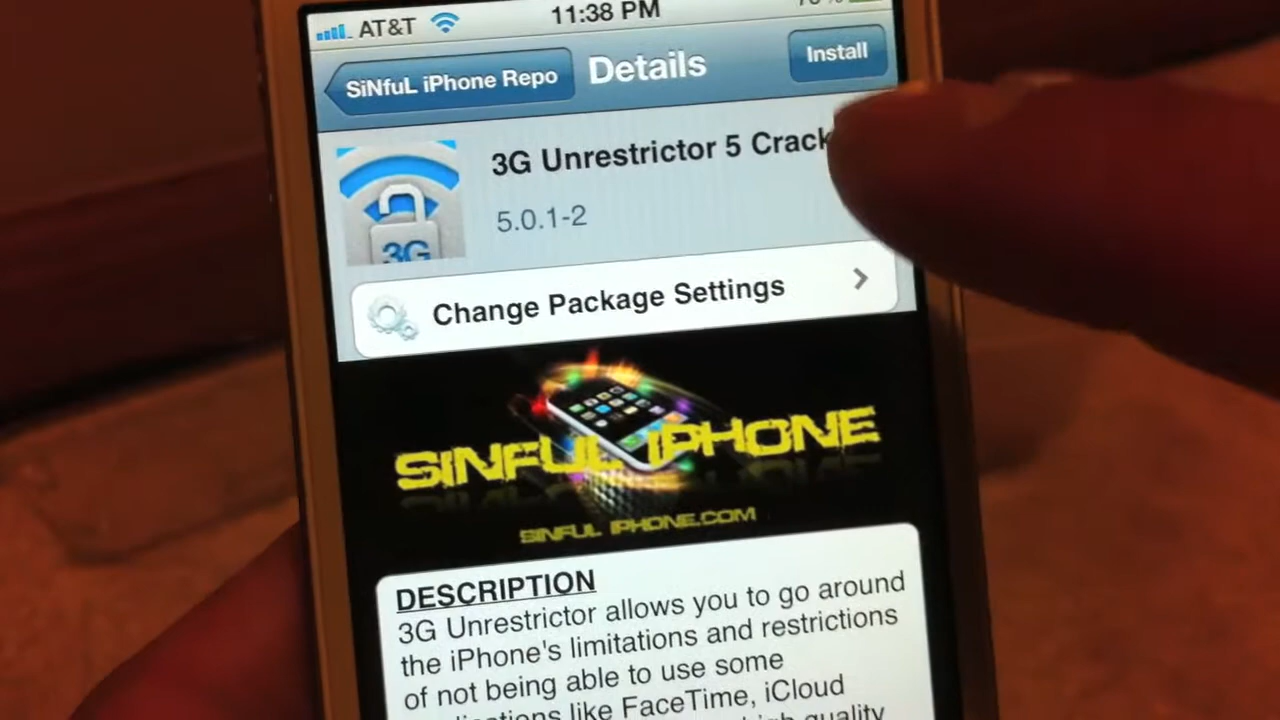 AT&T 11:38 PM
SiNfuL iPhone Repo Details Install
3G Unrestrictor 5
5.0.1-2
3G
Change Package Settings
SINFUL IPHONE
SINFUL IPHONE.COM
DESCRIPTION
3G Unrestrictor allows you to go around
the iPhone's limitations and restrictions
of not being able to use some
like FaceTime, iCloud
quality